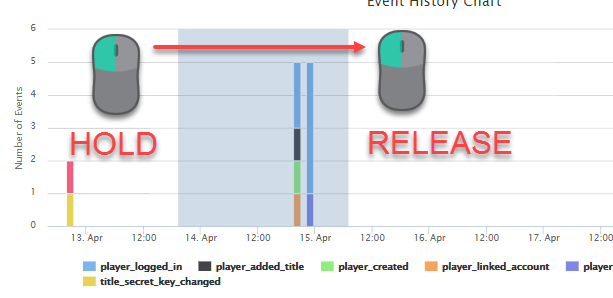 Event History Chart
6
5
4
3
2
1
0
Number of Events
HOLD
RELEASE
13. Apr 12:00 14. Apr 12:00 15. Apr 12:00 16. Apr 12:00 17. Apr 12:00
player_logged_in player_added_title player_created player_linked_account player
title_secret_key_changed